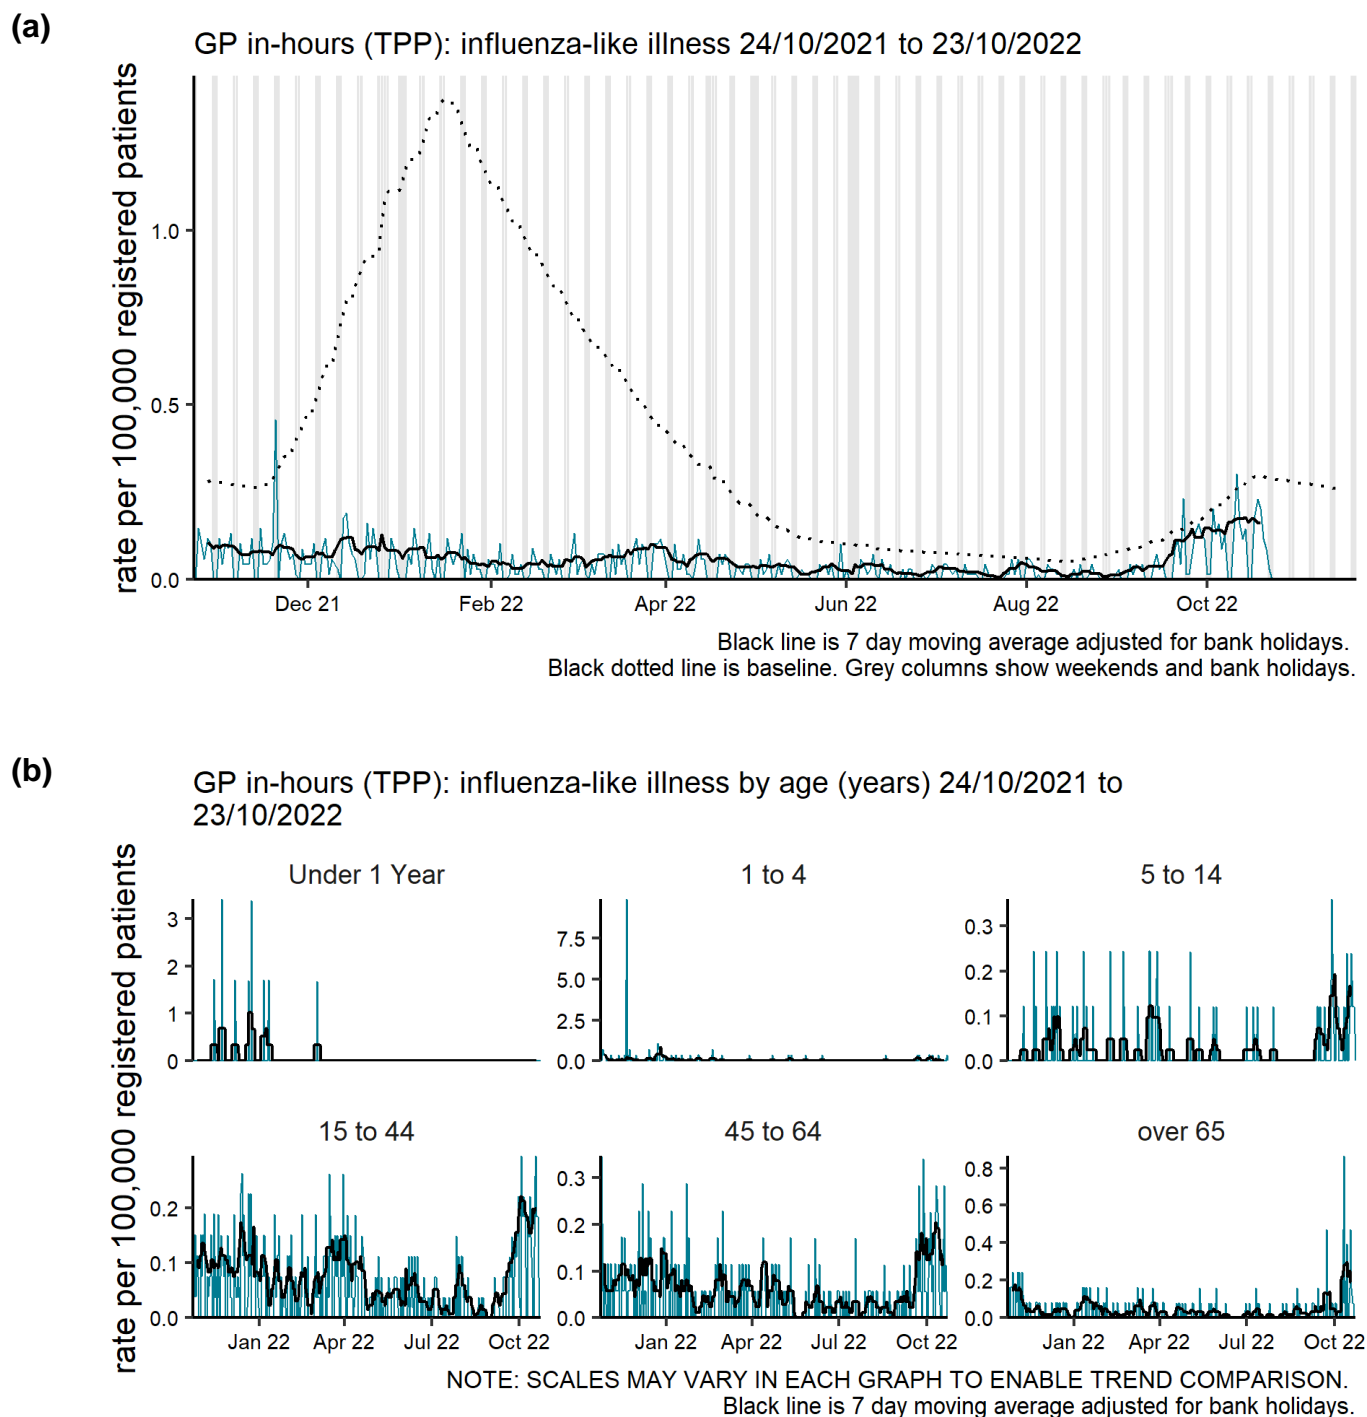 (a)
GP in-hours (TPP): influenza-like illness 24/10/2021 to 23/10/2022
rate per 100,000 registered patients
1.0
0.5
0.0
Dec 21 Feb 22 Apr 22 Jun 22 Aug 22 Oct 22
Black line is 7 day moving average adjusted for bank holidays.
Black dotted line is baseline. Grey columns show weekends and bank holidays.
(b)
GP in-hours (TPP): influenza-like illness by age (years) 24/10/2021 to
23/10/2022
rate per 100,000 registered patients
Under 1 Year
3
2
1
0
1 to 4
7.5
5.0
2.5
0.0
5 to 14
0.3
0.2
0.1
0.0
15 to 44
0.2
0.1
0.0
Jan 22 Apr 22 Jul 22 Oct 22
45 to 64
0.3
0.2
0.1
0.0
Jan 22 Apr 22 Jul 22 Oct 22
over 65
0.8
0.6
0.4
0.2
0.0
Jan 22 Apr 22 Jul 22 Oct 22
NOTE: SCALES MAY VARY IN EACH GRAPH TO ENABLE TREND COMPARISON.
Black line is 7 day moving average adjusted for bank holidays.